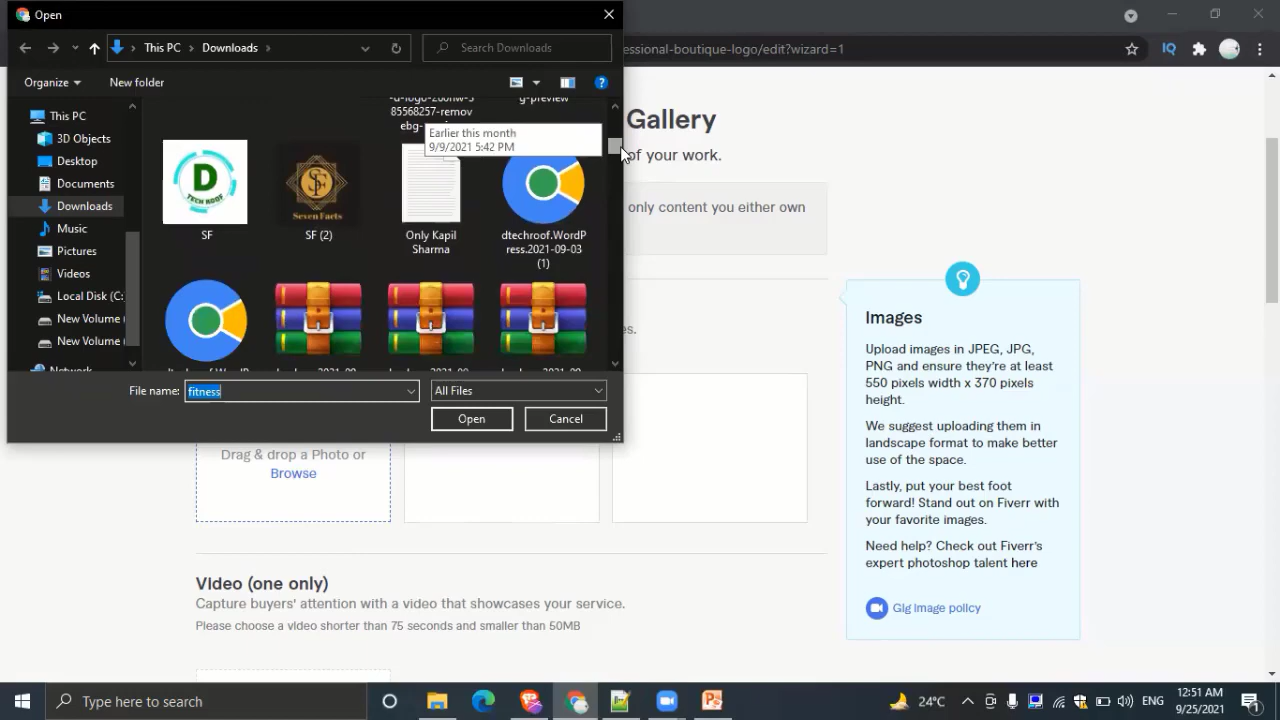 Open
essional-boutique-logo/edit?wizard=1
This PC
Downloads
Search Downloads
Organize
New folder
This PC
3D Objects
Desktop
Documents
Downloads
Music
Pictures
Videos
Local Disk (C:
New Volume (
New Volume (
85568257-remov
g-preview
Earlier this month
9/9/2021 5:42 PM
D
TECH ROOF
SF
SF
Seven Facts
SF (2)
Only Kapil
Sharma
dtechroof.WordP
ress.2021-09-03
(1)
File name:
fitness
All Files
Open
Cancel
Gallery
of your work.
only content you either own
es.
Drag & drop a Photo or
Browse
Images
Upload images in JPEG, JPG,
PNG and ensure they're at least
550 pixels width x 370 pixels
height.
We suggest uploading them in
landscape format to make better
use of the space.
Lastly, put your best foot
forward! Stand out on Fiverr with
your favorite images.
Need help? Check out Fiverr's
expert photoshop talent here
Gig image policy
Video (one only)
Capture buyers' attention with a video that showcases your service.
Please choose a video shorter than 75 seconds and smaller than 50MB
Type here to search
24°C
ENG
12:51 AM
9/25/2021